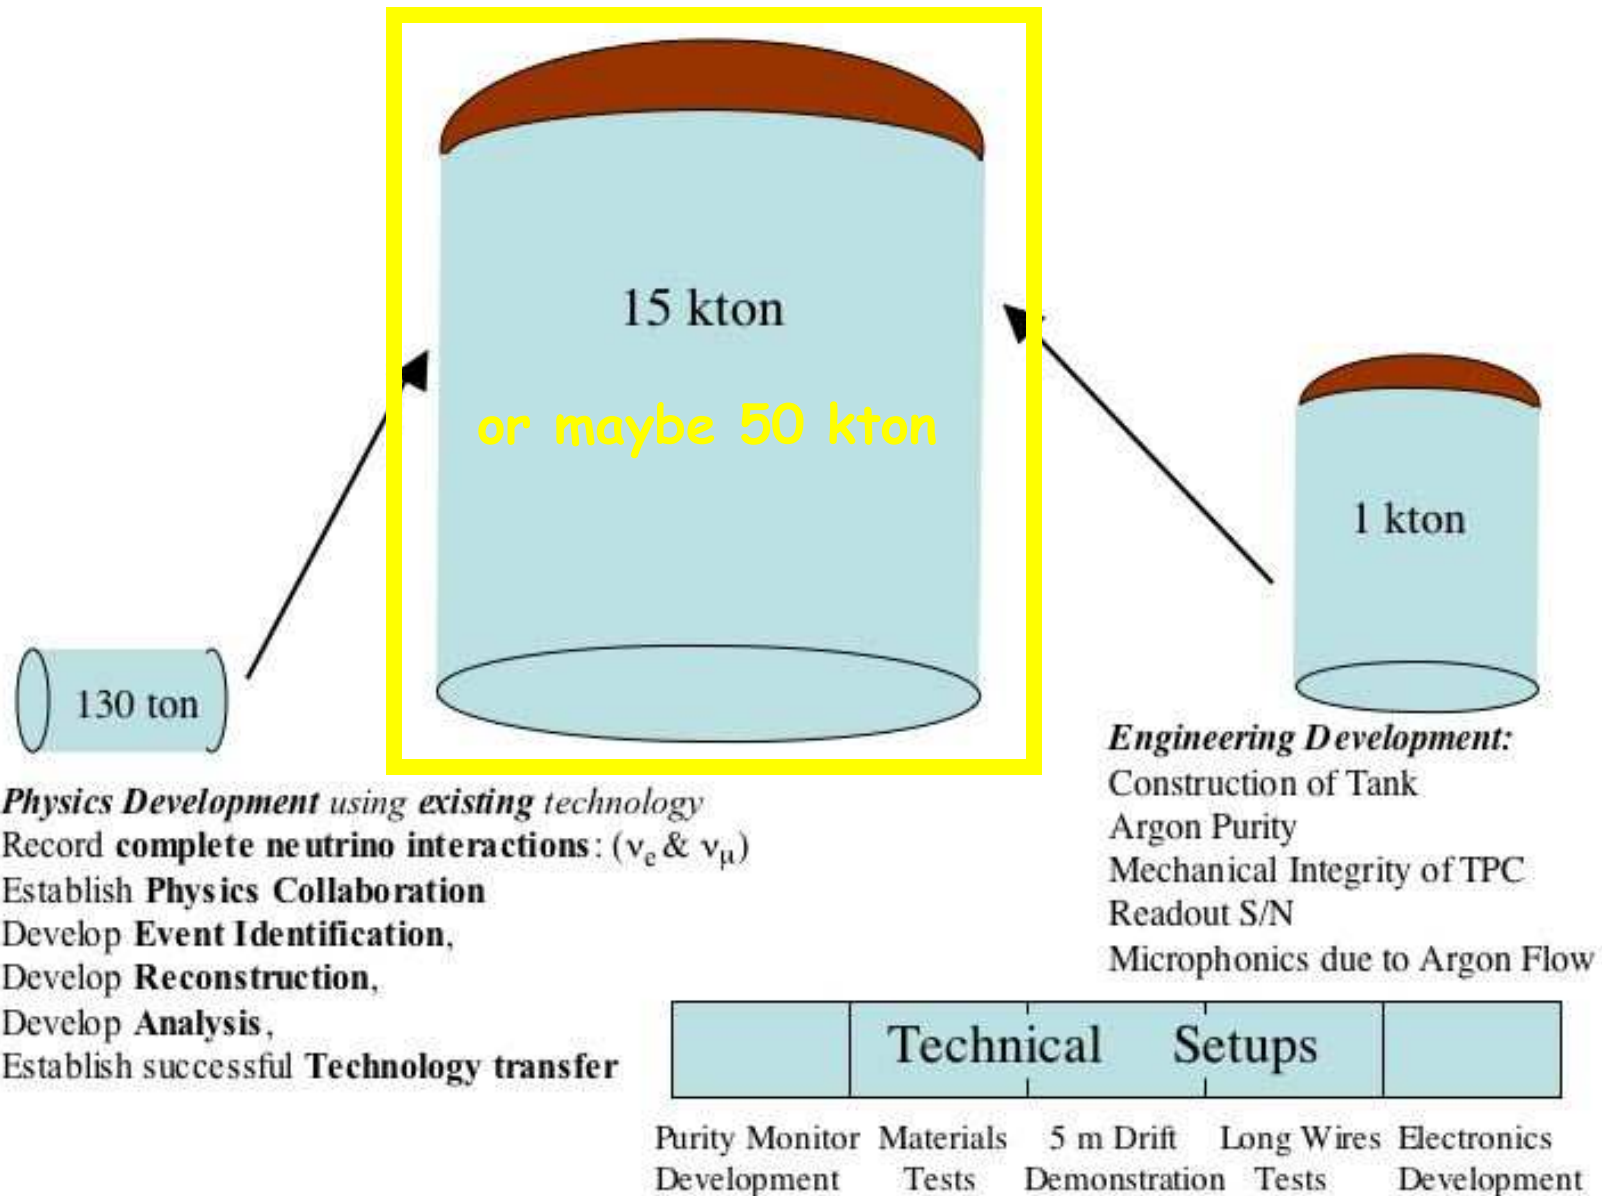 15 kton
or maybe 50 kton
1 kton
130 ton
Physics Development using existing technology
Record complete neutrino interactions: (νe & νμ)
Establish Physics Collaboration
Develop Event Identification,
Develop Reconstruction,
Develop Analysis,
Establish successful Technology transfer
Engineering Development:
Construction of Tank
Argon Purity
Mechanical Integrity of TPC
Readout S/N
Microphonics due to Argon Flow
Technical Setups
Purity Monitor
Development
Materials
Tests
5 m Drift
Demonstration
Long Wires
Tests
Electronics
Development